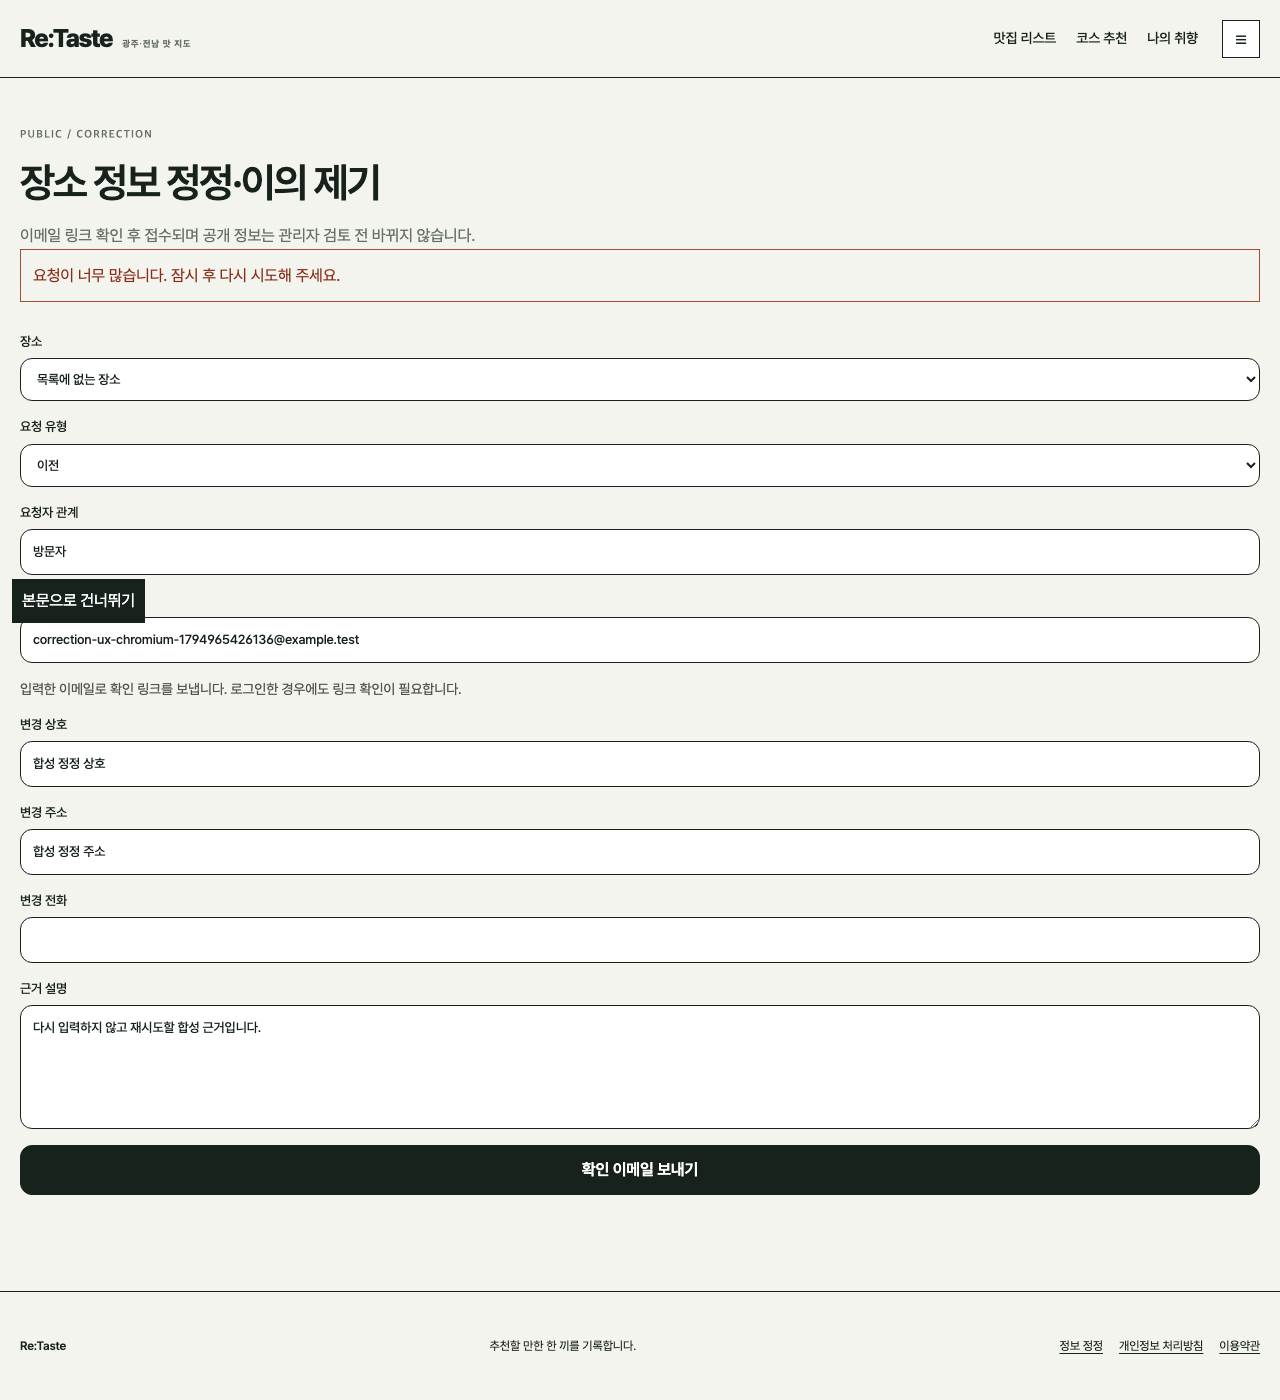 Re:Taste 광주·전남 맛 지도
맛집 리스트 코스 추천 나의 취향
PUBLIC / CORRECTION
장소 정보 정정·이의 제기
이메일 링크 확인 후 접수되며 공개 정보는 관리자 검토 전 바뀌지 않습니다.
요청이 너무 많습니다. 잠시 후 다시 시도해 주세요.
장소
목록에 없는 장소
요청 유형
이전
요청자 관계
방문자
본문으로 건너뛰기
correction-ux-chromium-1794965426136@example.test
입력한 이메일로 확인 링크를 보냅니다. 로그인한 경우에도 링크 확인이 필요합니다.
변경 상호
합성 정정 상호
변경 주소
합성 정정 주소
변경 전화
근거 설명
다시 입력하지 않고 재시도할 합성 근거입니다.
확인 이메일 보내기
Re:Taste
추천할 만한 한 끼를 기록합니다.
정보 정정 개인정보 처리방침 이용약관